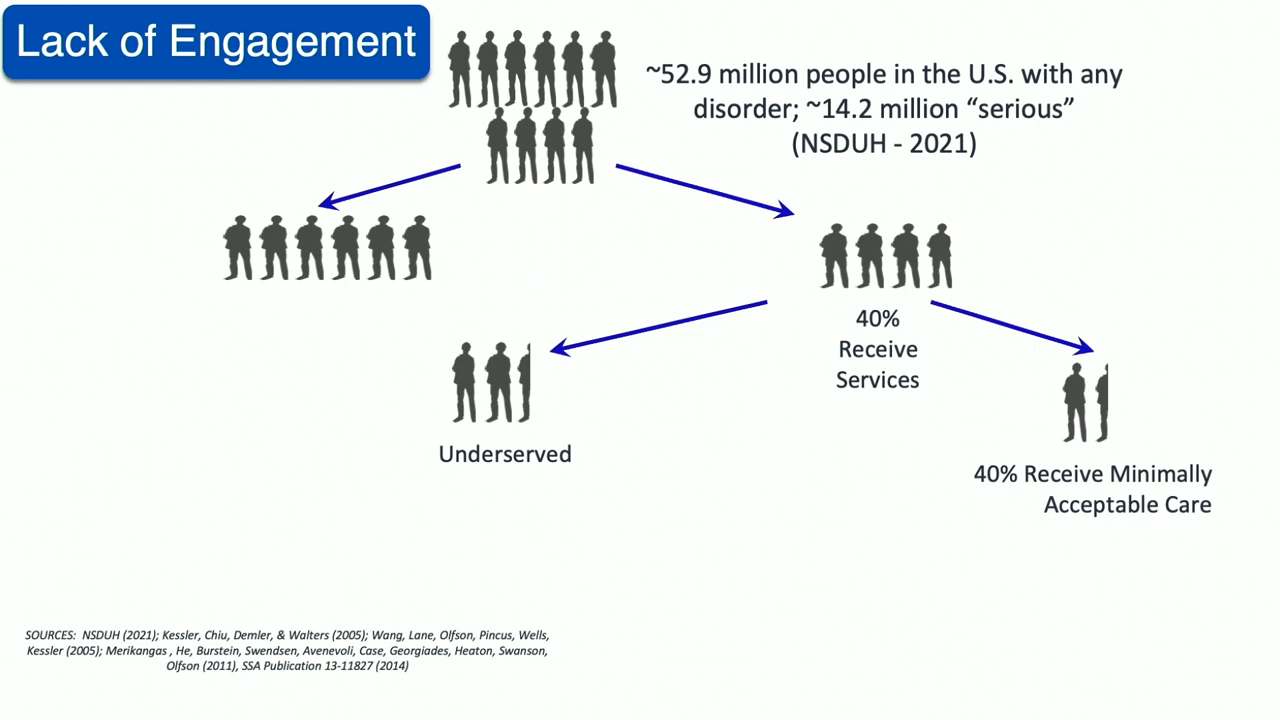 Lack of Engagement
~52.9 million people in the U.S. with any
disorder; ~14.2 million “serious”
(NSDUH - 2021)
40%
Receive
Services
Underserved
40% Receive Minimally
Acceptable Care
SOURCES: NSDUH (2021); Kessler, Chiu, Demler, & Walters (2005); Wang, Lane, Olfson, Pincus, Wells,
Kessler (2005); Merikangas , He, Burstein, Swendsen, Avenevoli, Case, Georgiades, Heaton, Swanson,
Olfson (2011), SSA Publication 13-11827 (2014)